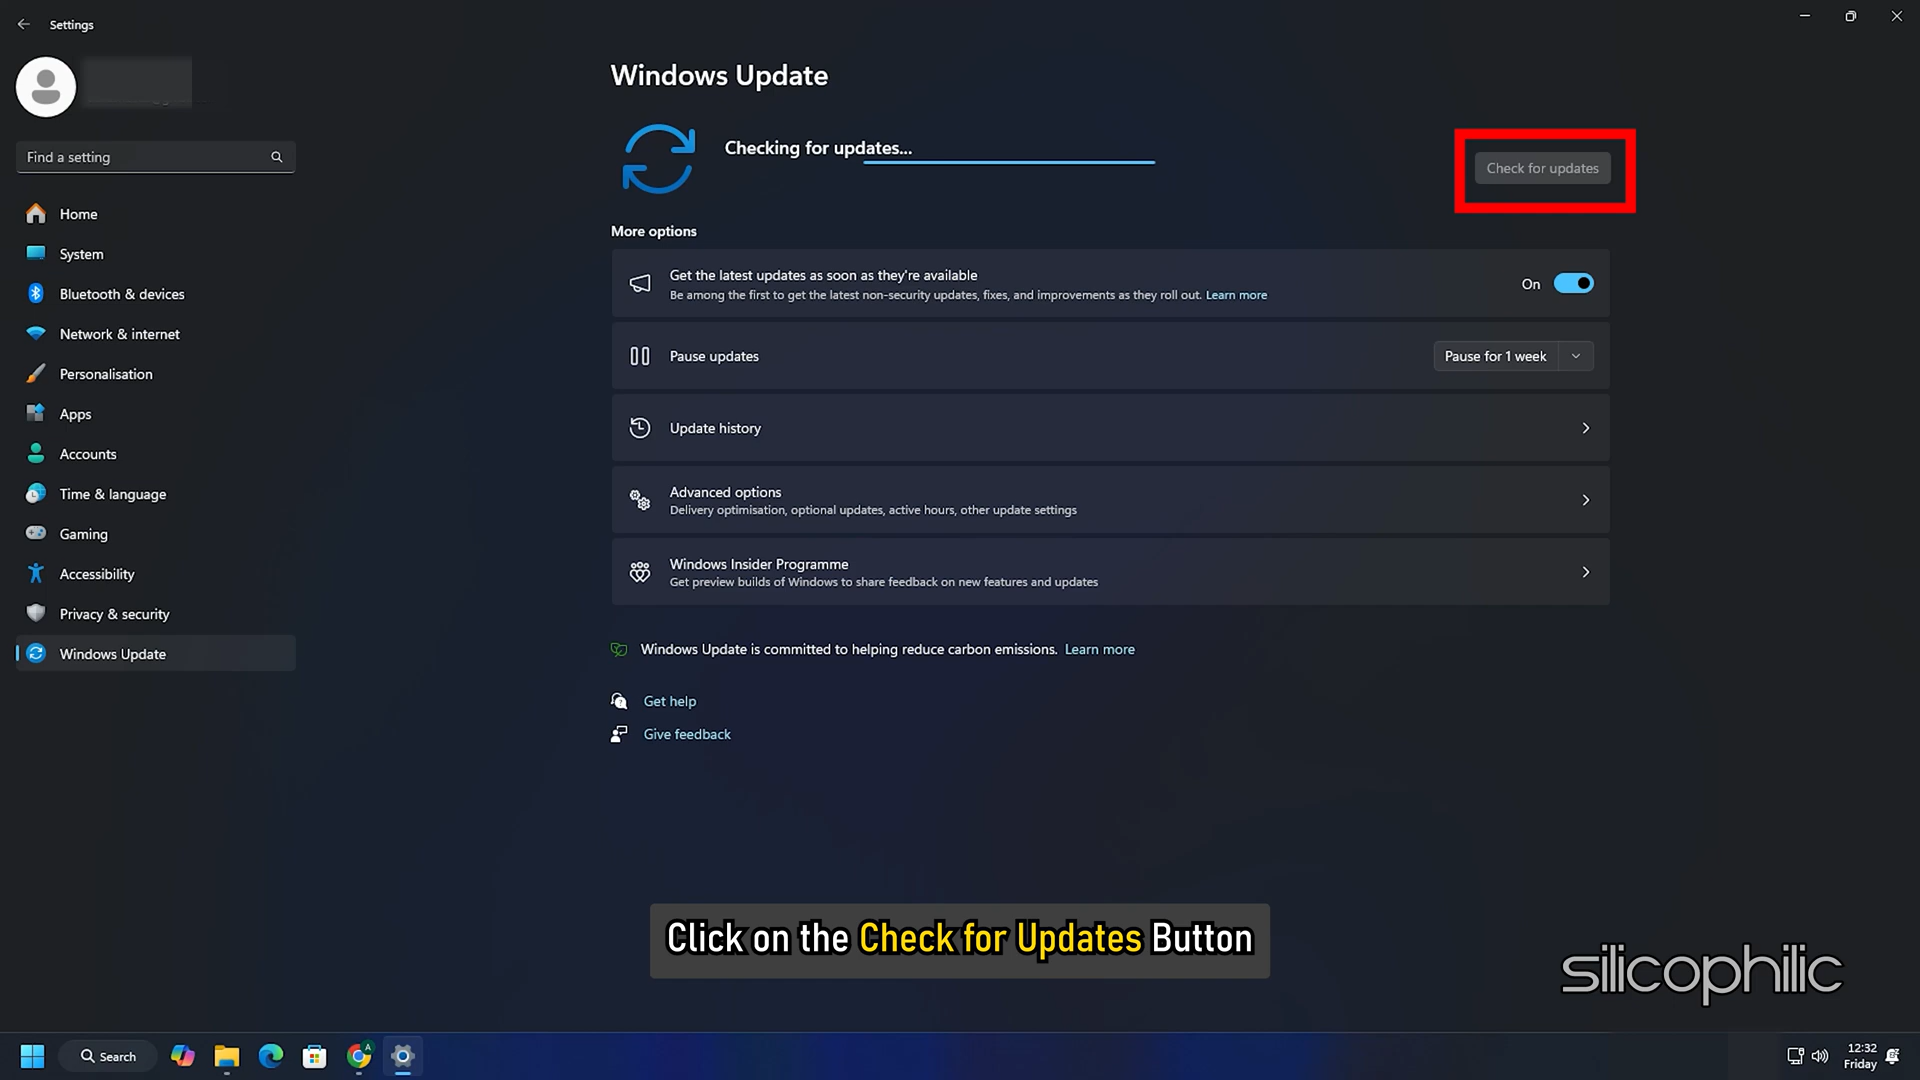 Settings
Find a setting
Home
System
Bluetooth & devices
Network & internet
Personalisation
Apps
Accounts
Time & language
Gaming
Accessibility
Privacy & security
Windows Update
Windows Update
Checking for updates...
Check for updates
More options
Get the latest updates as soon as they're available
Be among the first to get the latest non-security updates, fixes, and improvements as they roll out. Learn more
On
Pause updates
Pause for 1 week
Update history
Advanced options
Delivery optimisation, optional updates, active hours, other update settings
Windows Insider Programme
Get preview builds of Windows to share feedback on new features and updates
Windows Update is committed to helping reduce carbon emissions. Learn more
Get help
Give feedback
Click on the Check for Updates Button
silicophilic
Search
A
12:32
Friday